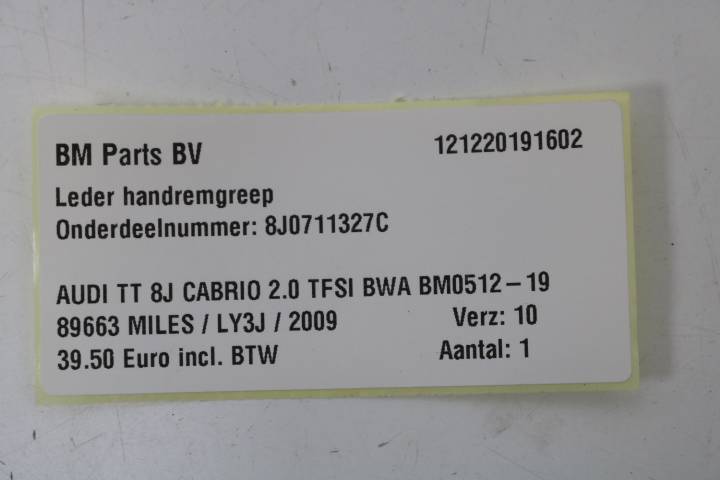 BM Parts BV 121220191602
Leder handremgreep
Onderdeelnummer: 8J0711327C
AUDI TT 8J CABRIO 2.0 TFSI BWA BM0512-19
89663 MILES / LY3J / 2009 Verz: 10
39.50 Euro incl. BTW Aantal: 1